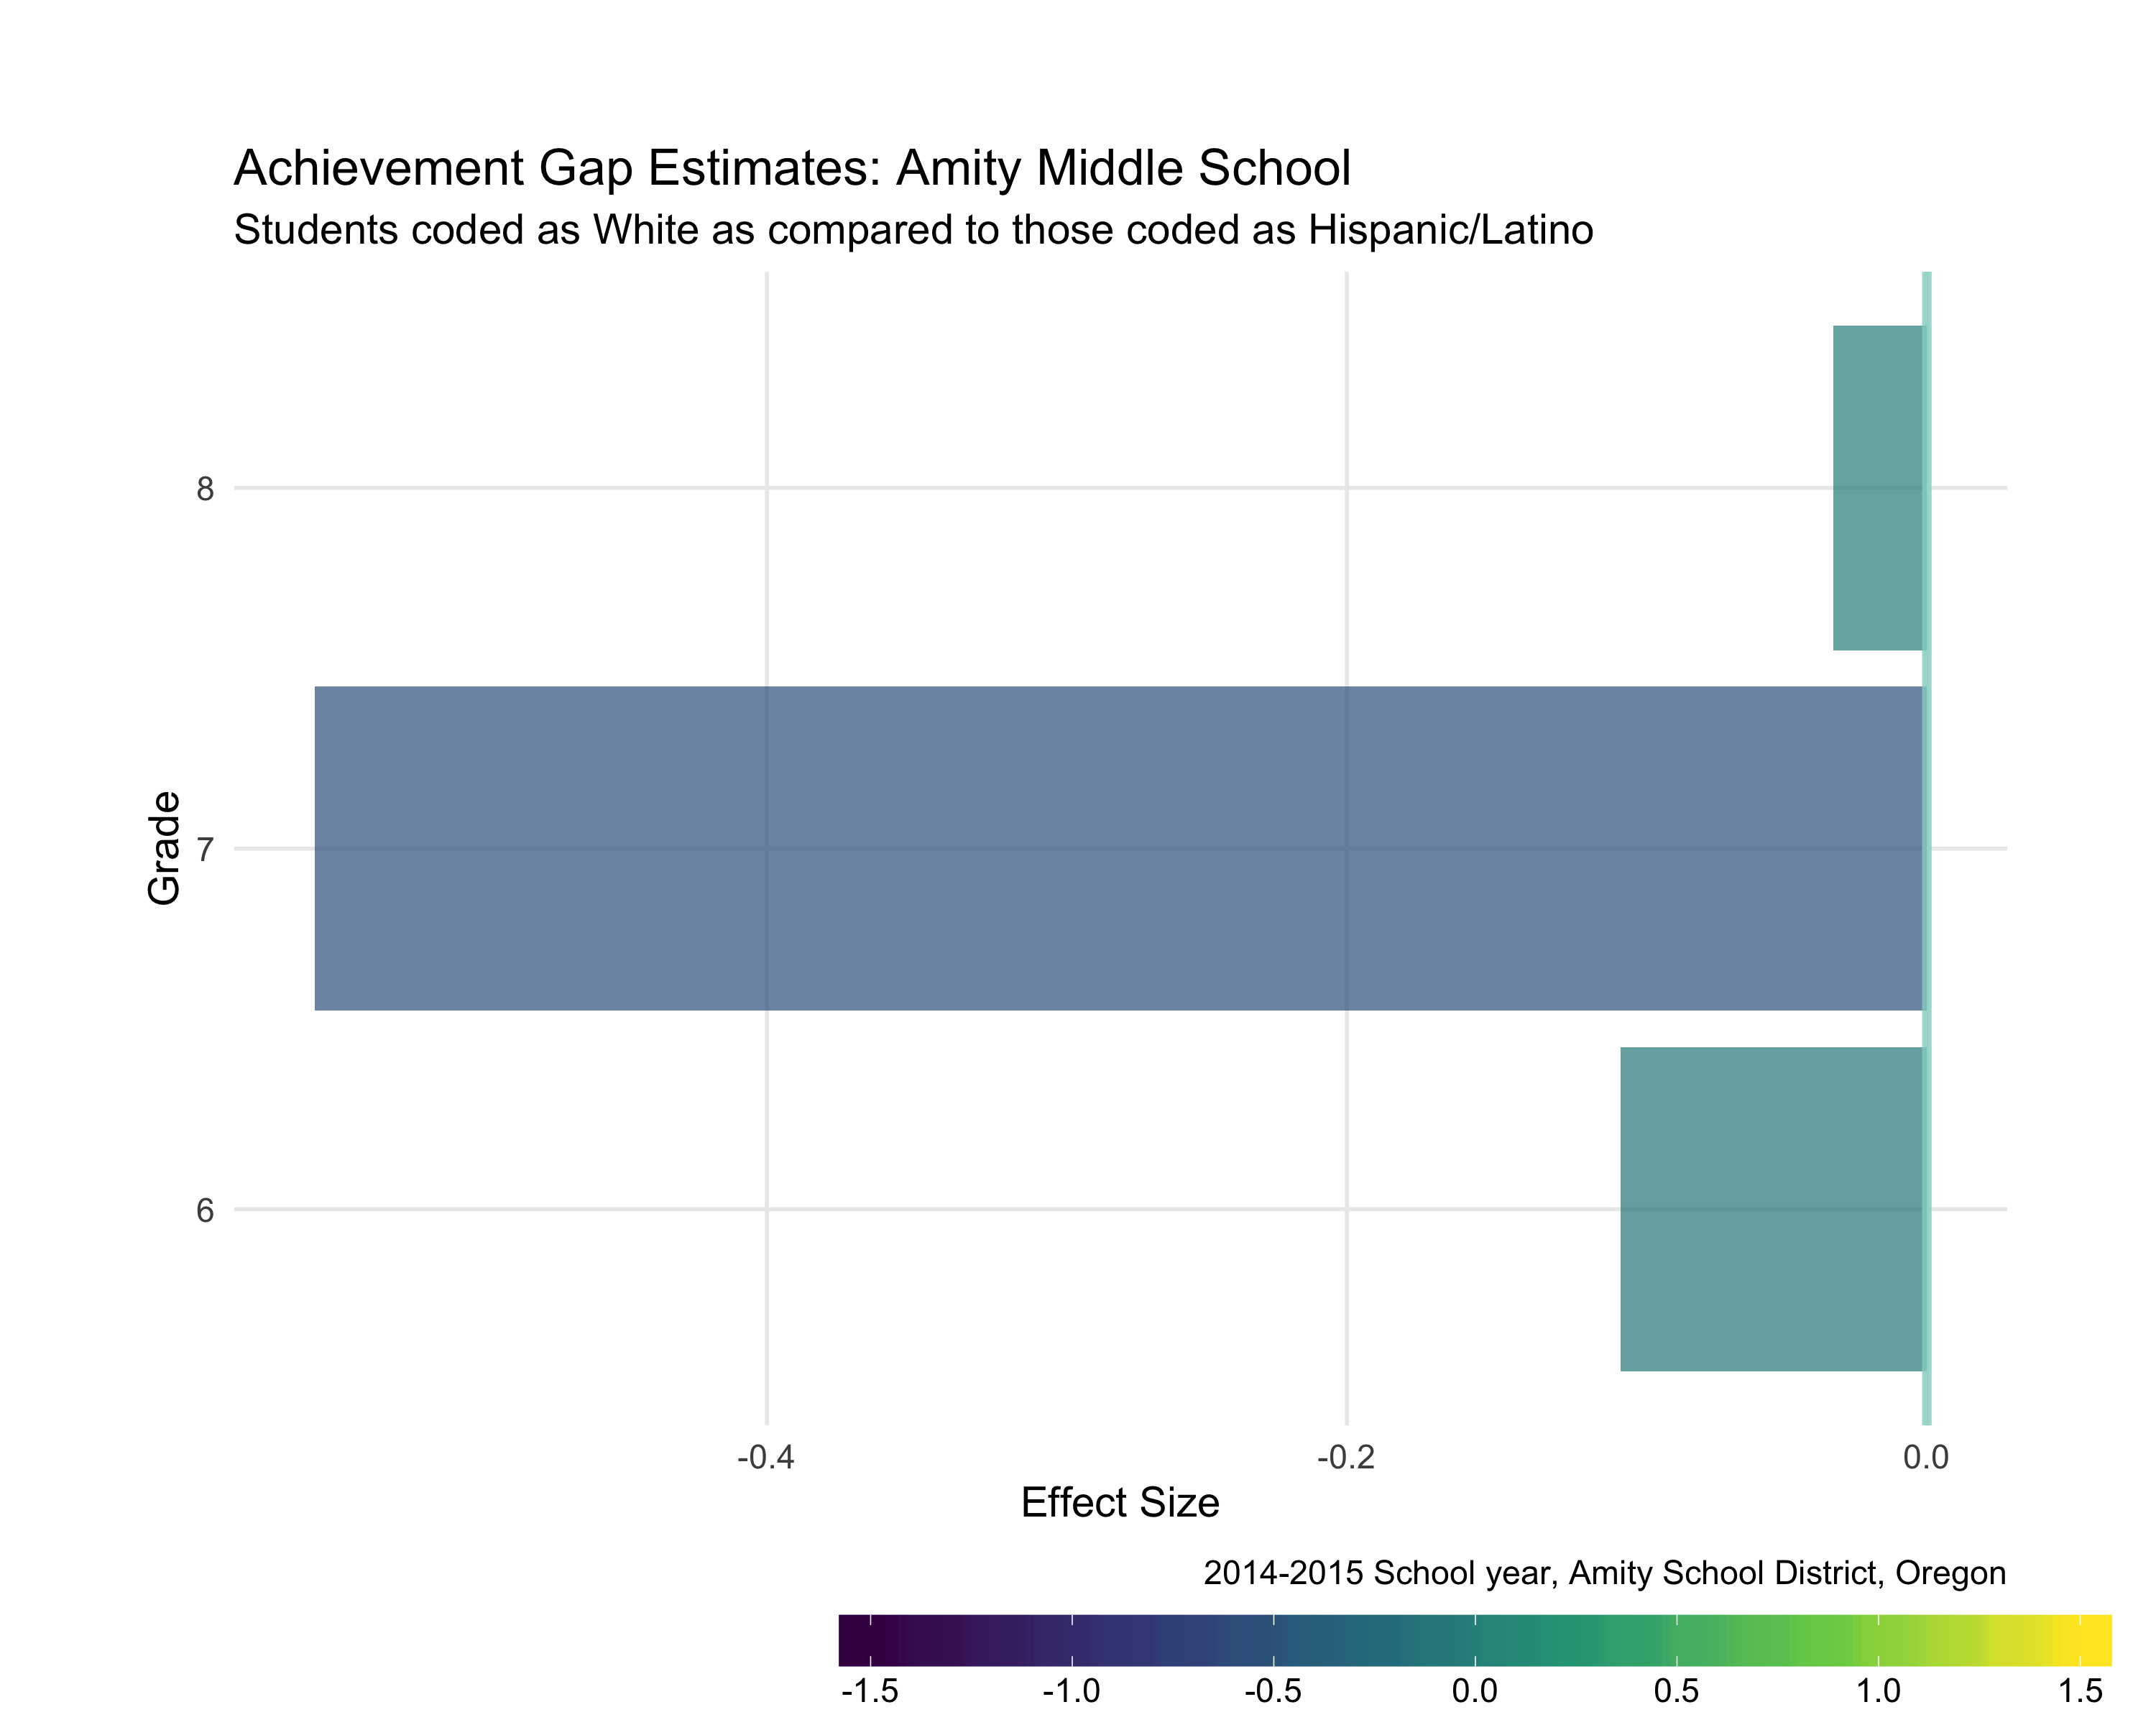 Achievement Gap Estimates: Amity Middle School
Students coded as White as compared to those coded as Hispanic/Latino
8
7
6
Grade
-0.4 -0.2 0.0
Effect Size
2014-2015 School year, Amity School District, Oregon
-1.5 -1.0 -0.5 0.0 0.5 1.0 1.5